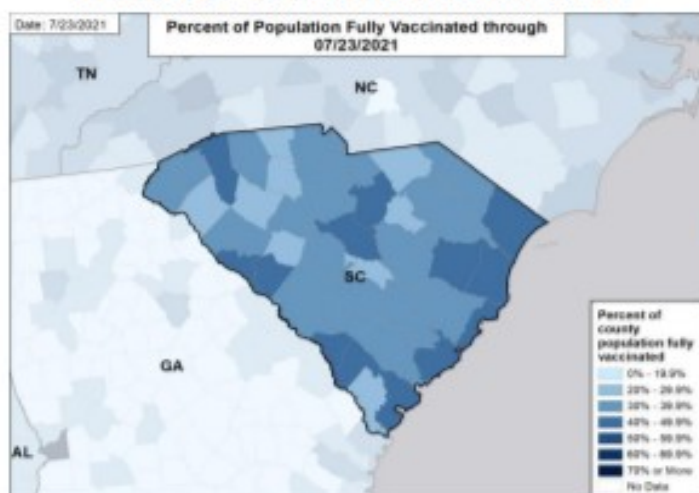 Date: 7/23/2021
Percent of Population Fully Vaccinated through
07/23/2021
TN
NC
SC
GA
AL
Percent of
county
population fully
vaccinated
0% - 19.9%
20% - 29.9%
30% - 39.9%
40% - 49.9%
50% - 59.9%
60% - 69.9%
70% or More
No Data